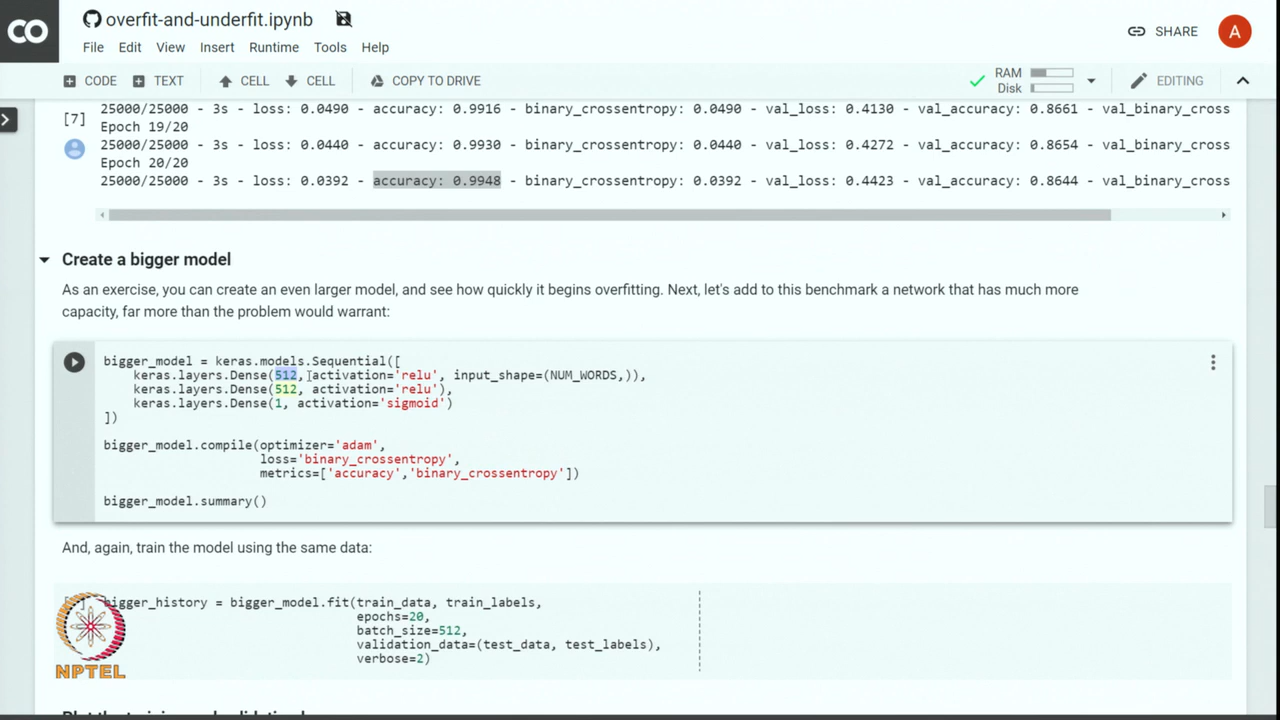 CO overfit-and-underfit.ipynb SHARE A
File Edit View Insert Runtime Tools Help
CODE TEXT CELL CELL COPY TO DRIVE RAM Disk EDITING
25000/25000 - 3s - loss: 0.0490 - accuracy: 0.9916 - binary_crossentropy: 0.0490 - val_loss: 0.4130 - val_accuracy: 0.8661 - val_binary_cross
[7] Epoch 19/20
25000/25000 - 3s - loss: 0.0440 - accuracy: 0.9930 - binary_crossentropy: 0.0440 - val_loss: 0.4272 - val_accuracy: 0.8654 - val_binary_cross
Epoch 20/20
25000/25000 - 3s - loss: 0.0392 - accuracy: 0.9948 - binary_crossentropy: 0.0392 - val_loss: 0.4423 - val_accuracy: 0.8644 - val_binary_cross
Create a bigger model
As an exercise, you can create an even larger model, and see how quickly it begins overfitting. Next, let's add to this benchmark a network that has much more
capacity, far more than the problem would warrant:
bigger_model = keras.models.Sequential([
keras.layers.Dense(512, activation='relu', input_shape=(NUM_WORDS,)),
keras.layers.Dense(512, activation='relu'),
keras.layers.Dense(1, activation='sigmoid')
])
bigger_model.compile(optimizer='adam',
loss='binary_crossentropy',
metrics=['accuracy','binary_crossentropy'])
bigger_model.summary()
And, again, train the model using the same data:
bigger_history = bigger_model.fit(train_data, train_labels,
epochs=20,
batch_size=512,
validation_data=(test_data, test_labels),
verbose=2)
NPTEL